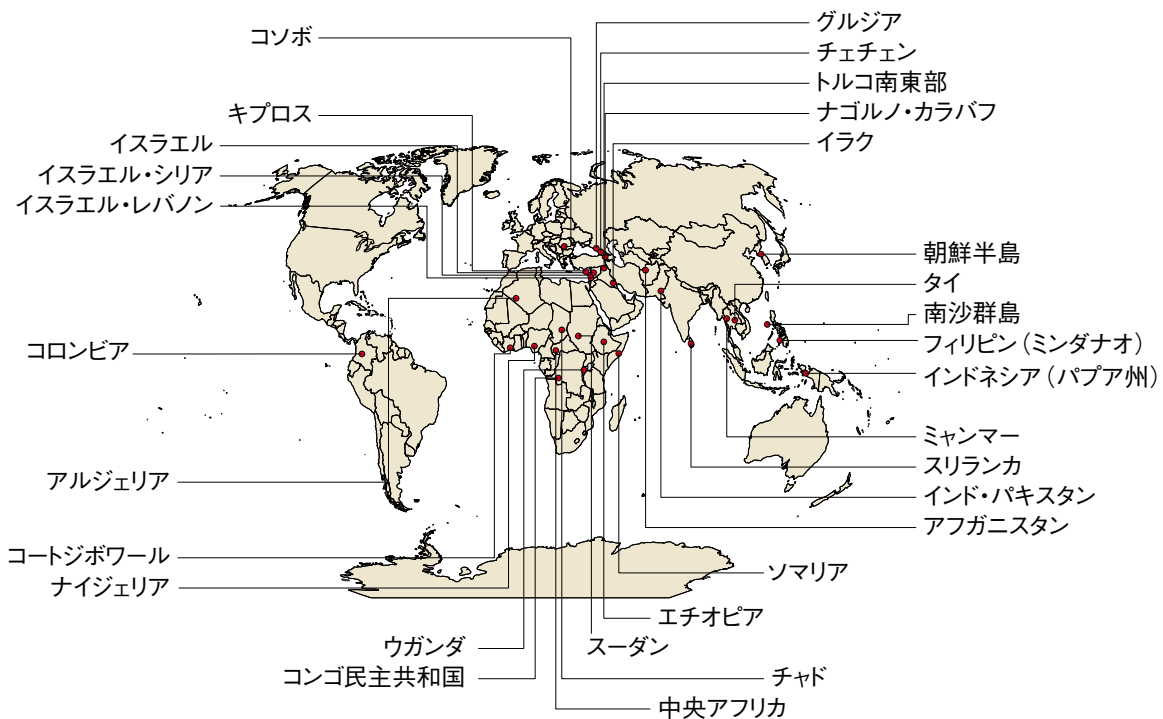 グルジア
コソボ
チェチェン
トルコ南東部
キプロス
ナゴルノ・カラバフ
イスラエル
イラク
イスラエル・シリア
イスラエル・レバノン
朝鮮半島
タイ
南沙群島
コロンビア
フィリピン（ミンダナオ）
インドネシア（パプア州）
ミャンマー
スリランカ
アルジェリア
インド・パキスタン
アフガニスタン
コートジボワール
ソマリア
ナイジェリア
エチオピア
ウガンダ
スーダン
コンゴ民主共和国
チャド
中央アフリカ